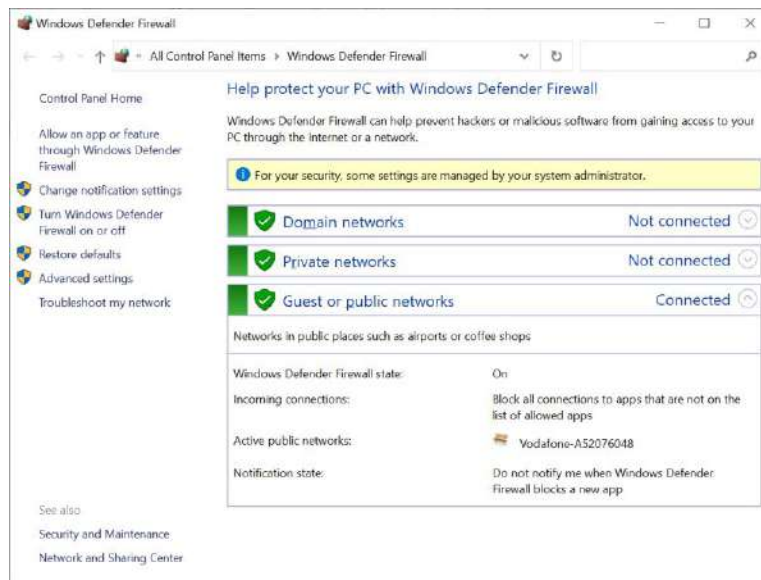 Windows Defender Firewall
All Control Panel Items > Windows Defender Firewall
Control Panel Home
Allow an app or feature
through Windows Defender
Firewall
Change notification settings
Turn Windows Defender
Firewall on or off
Restore defaults
Advanced settings
Troubleshoot my network
See also
Security and Maintenance
Network and Sharing Center
Help protect your PC with Windows Defender Firewall
Windows Defender Firewall can help prevent hackers or malicious software from gaining access to your
PC through the Internet or a network.
For your security, some settings are managed by your system administrator.
Domain networks Not connected
Private networks Not connected
Guest or public networks Connected
Networks in public places such as airports or coffee shops
Windows Defender Firewall state: On
Incoming connections: Block all connections to apps that are not on the
list of allowed apps
Active public networks: Vodafone-A52076048
Notification state: Do not notify me when Windows Defender
Firewall blocks a new app